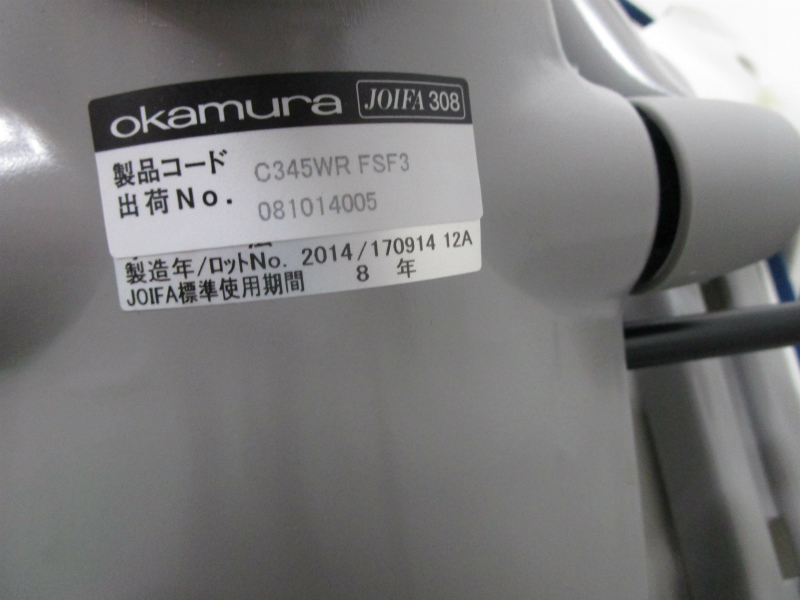 okamura JOIFA 308
製品コード C345WR FSF3
出荷No. 081014005
製造年/ロットNo. 2014/170914 12A
JOIFA標準使用期間 8 年